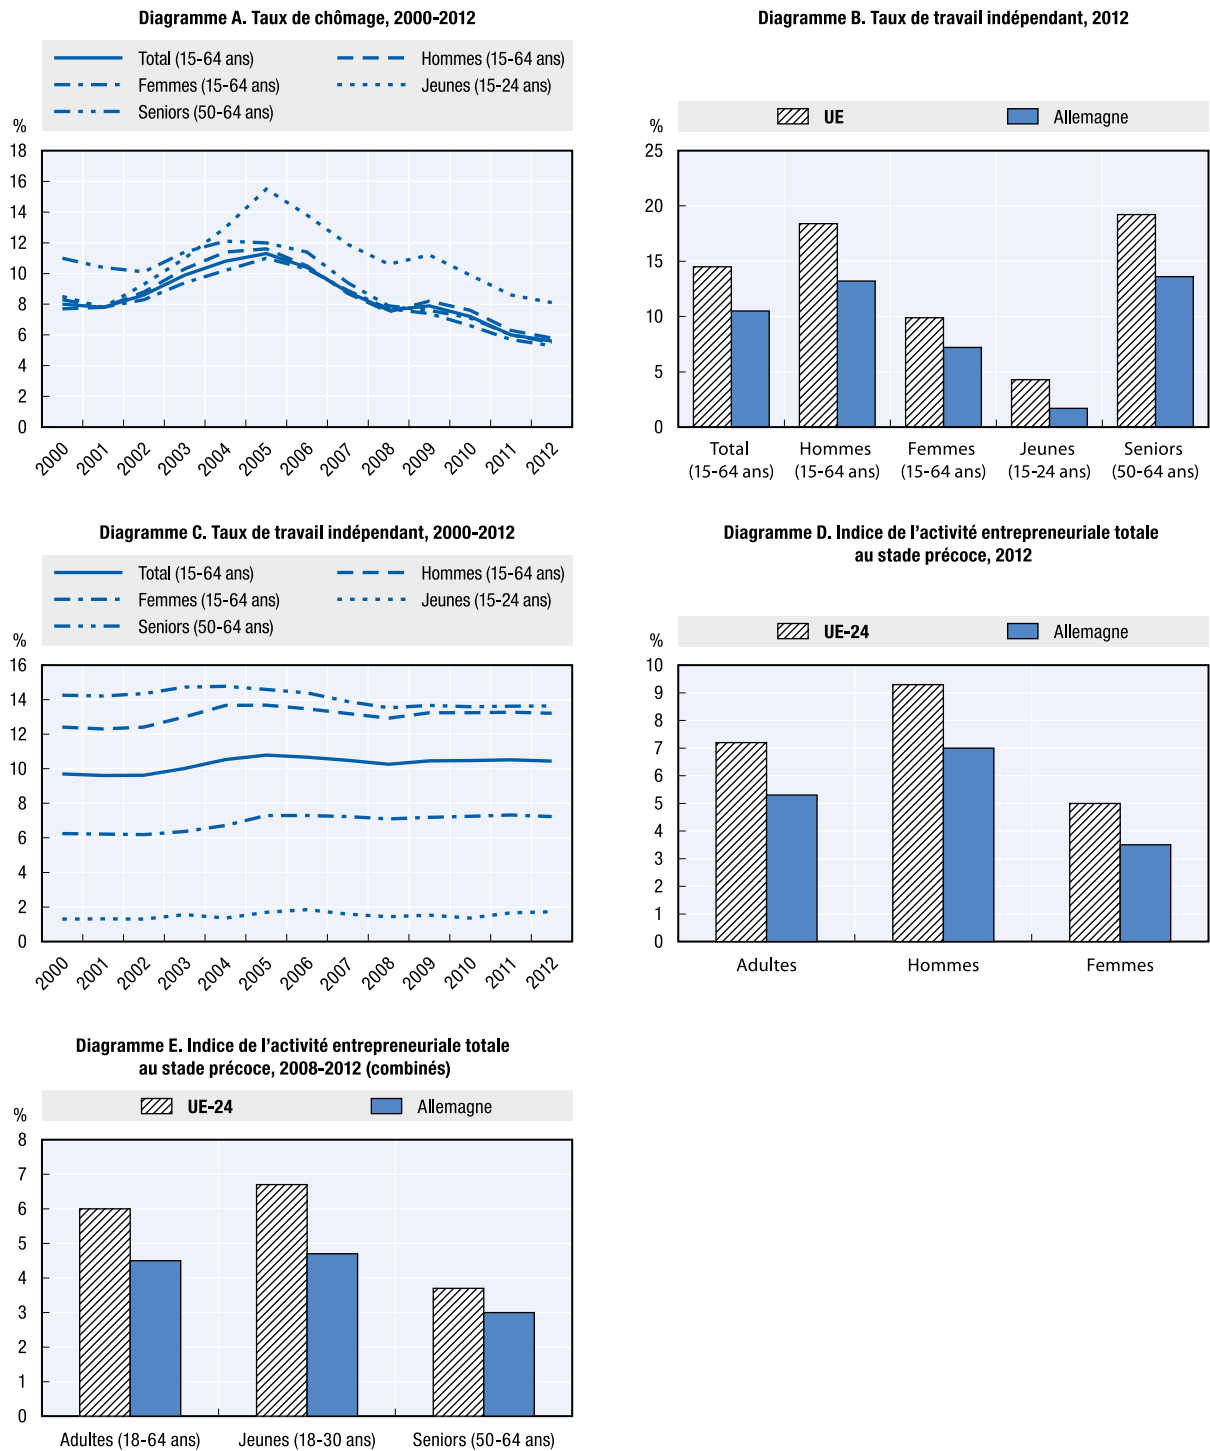 Diagramme A. Taux de chômage, 2000-2012
Total (15-64 ans)
Hommes (15-64 ans)
Femmes (15-64 ans)
Jeunes (15-24 ans)
Seniors (50-64 ans)
%
18
16
14
12
10
8
6
4
2
0
2000
2001
2002
2003
2004
2005
2006
2007
2008
2009
2010
2011
2012
Diagramme B. Taux de travail indépendant, 2012
UE
Allemagne
%
25
20
15
10
5
0
Total
(15-64 ans)
Hommes
(15-64 ans)
Femmes
(15-64 ans)
Jeunes
(15-24 ans)
Seniors
(50-64 ans)
Diagramme C. Taux de travail indépendant, 2000-2012
Total (15-64 ans)
Hommes (15-64 ans)
Femmes (15-64 ans)
Jeunes (15-24 ans)
Seniors (50-64 ans)
%
16
14
12
10
8
6
4
2
0
2000
2001
2002
2003
2004
2005
2006
2007
2008
2009
2010
2011
2012
Diagramme D. Indice de l'activité entrepreneuriale totale
au stade précoce, 2012
UE-24
Allemagne
%
10
9
8
7
6
5
4
3
2
1
0
Adultes
Hommes
Femmes
Diagramme E. Indice de l'activité entrepreneuriale totale
au stade précoce, 2008-2012 (combinés)
UE-24
Allemagne
%
8
7
6
5
4
3
2
1
0
Adultes (18-64 ans)
Jeunes (18-30 ans)
Seniors (50-64 ans)